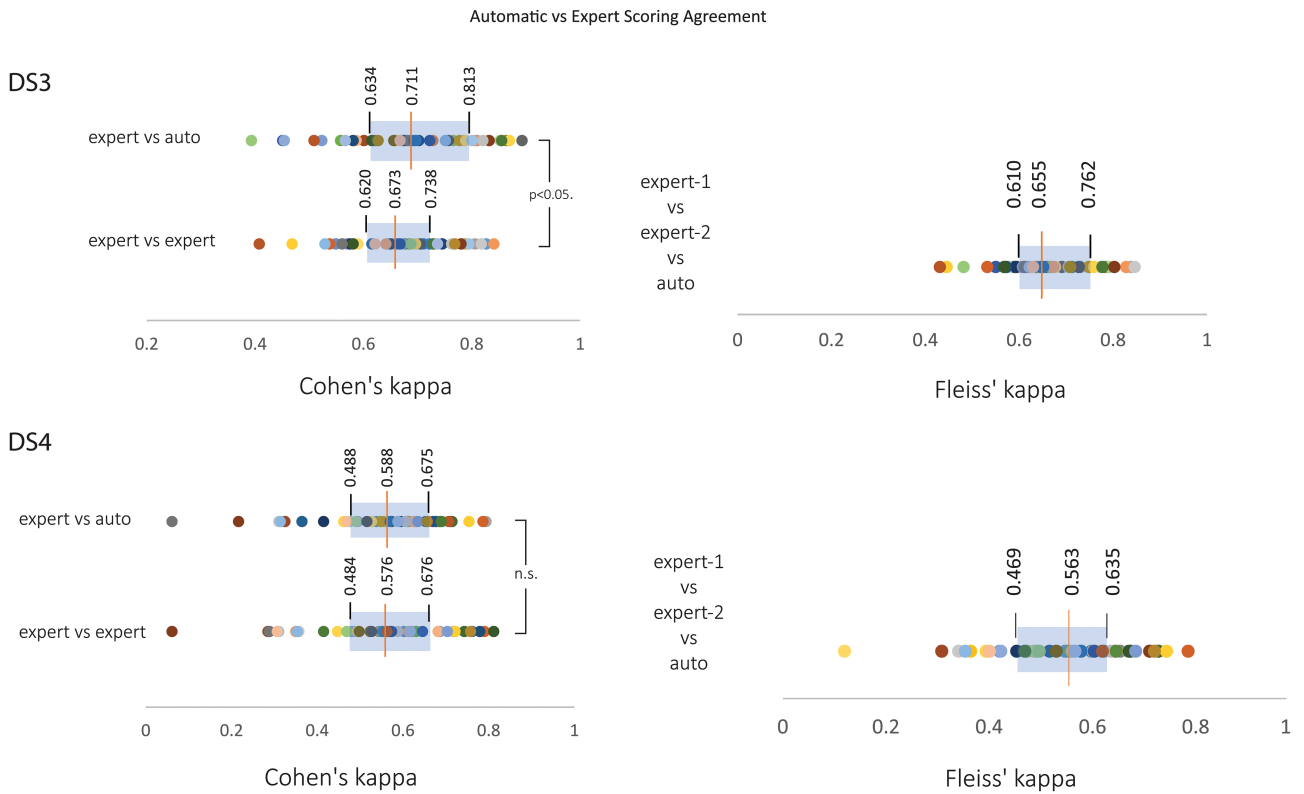 Automatic vs Expert Scoring Agreement
DS3
0.634
0.711
0.813
expert vs auto
0.620
0.673
0.738
p<0.05.
expert vs expert
0.2
0.4
0.6
0.8
1
Cohen's kappa
expert-1
vs
expert-2
vs
auto
0.610
0.655
0.762
0
0.2
0.4
0.6
0.8
1
Fleiss' kappa
DS4
0.488
0.588
0.675
expert vs auto
0.484
0.576
0.676
n.s.
expert vs expert
0
0.2
0.4
0.6
0.8
1
Cohen's kappa
expert-1
vs
expert-2
vs
auto
0.469
0.563
0.635
0
0.2
0.4
0.6
0.8
1
Fleiss' kappa